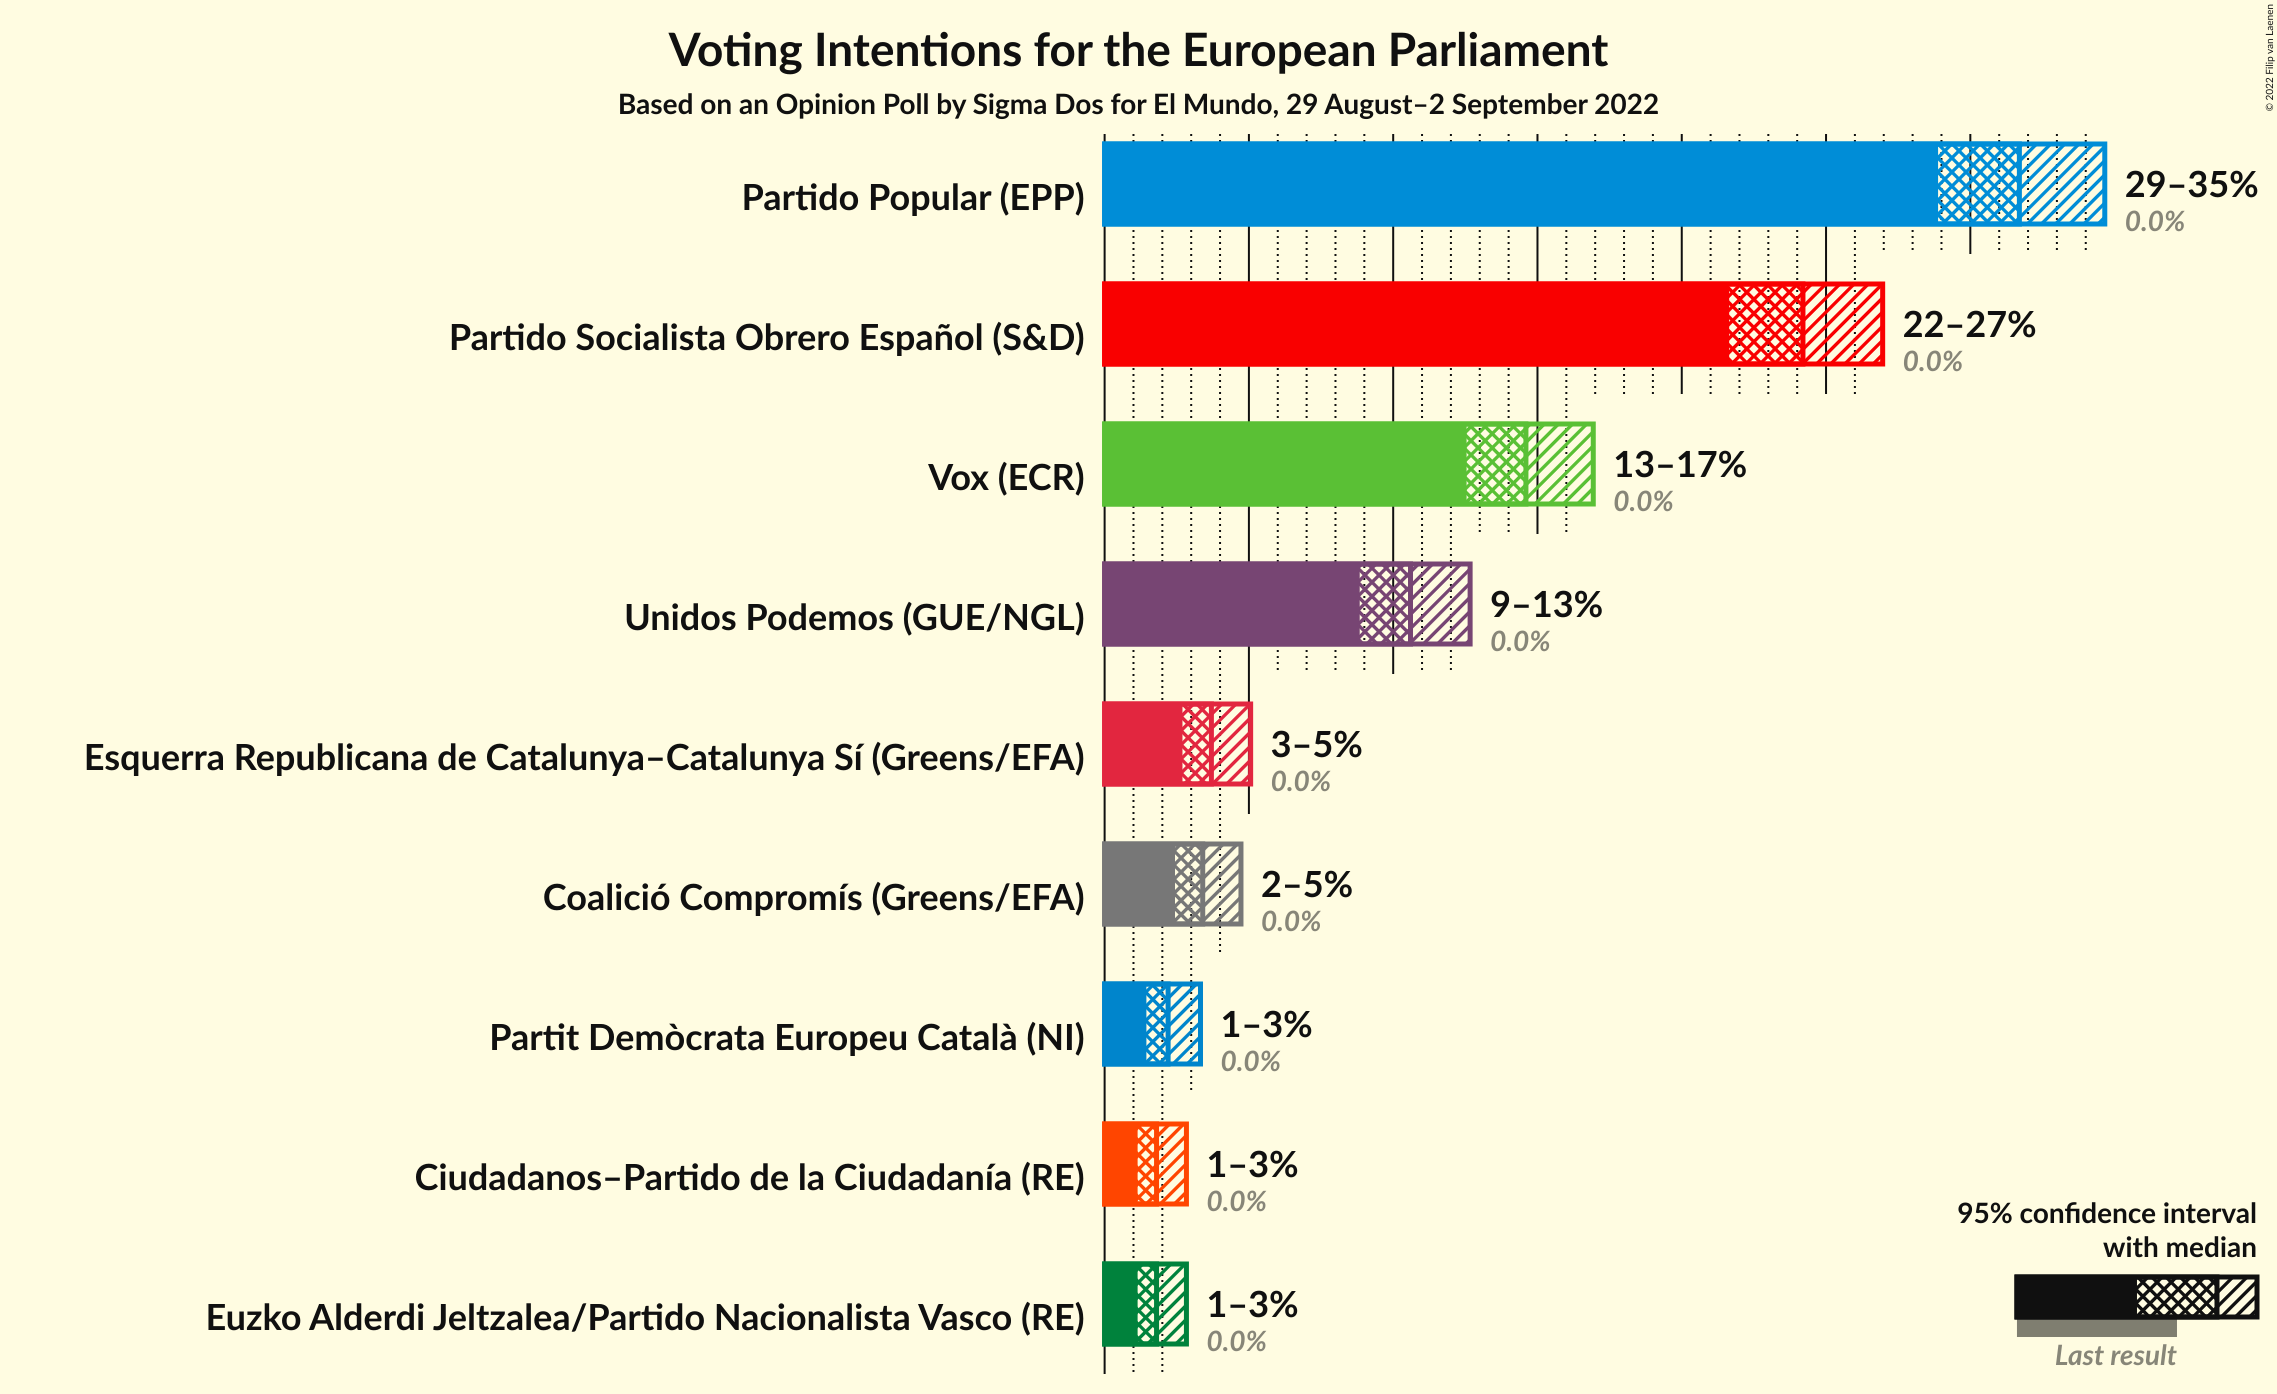 Voting Intentions for the European Parliament
Based on an Opinion Poll by Sigma Dos for El Mundo, 29 August–2 September 2022
© 2022 Filip van Laenen
Partido Popular (EPP)
29–35%
0.0%
Partido Socialista Obrero Español (S&D)
22–27%
0.0%
Vox (ECR)
13–17%
0.0%
Unidos Podemos (GUE/NGL)
9–13%
0.0%
Esquerra Republicana de Catalunya–Catalunya Sí (Greens/EFA)
3–5%
0.0%
Coalició Compromís (Greens/EFA)
2–5%
0.0%
Partit Demòcrata Europeu Català (NI)
1–3%
0.0%
Ciudadanos–Partido de la Ciudadanía (RE)
1–3%
0.0%
Euzko Alderdi Jeltzalea/Partido Nacionalista Vasco (RE)
1–3%
0.0%
95% confidence interval
with median
Last result